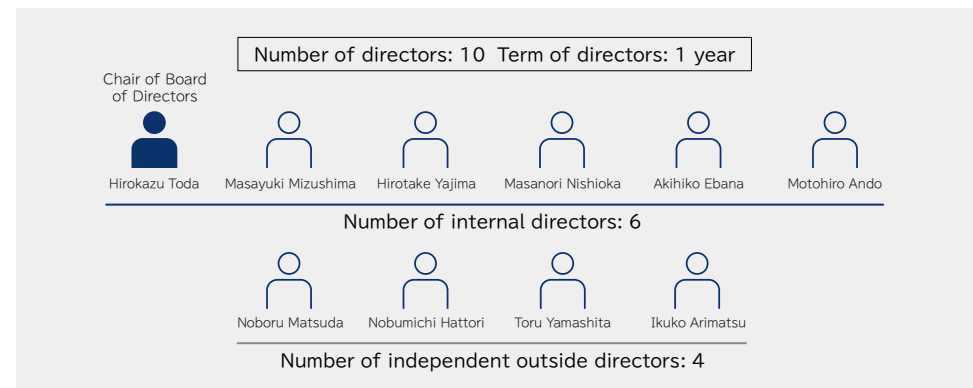 Number of directors: 10 Term of directors: 1 year
Chair of Board
of Directors
Hirokazu Toda
Masayuki Mizushima
Hirotake Yajima
Masanori Nishioka
Akihiko Ebana
Motohiro Ando
Number of internal directors: 6
Noboru Matsuda
Nobumichi Hattori
Toru Yamashita
Ikuko Arimatsu
Number of independent outside directors: 4